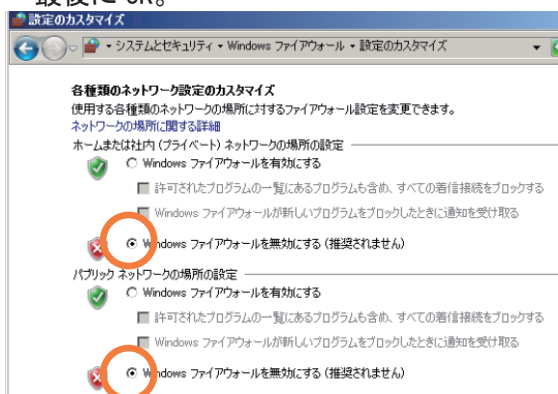 最後に OK。
設定のカスタマイズ
システムとセキュリティ ▾ Windows ファイアウォール ▾ 設定のカスタマイズ
各種類のネットワーク設定のカスタマイズ
使用する各種類のネットワークの場所に対するファイアウォール設定を変更できます。
ネットワークの場所に関する詳細
ホームまたは社内 (プライベート) ネットワークの場所の設定
Windows ファイアウォールを有効にする
許可されたプログラムの一覧にあるプログラムも含め、すべての着信接続をブロックする
Windows ファイアウォールが新しいプログラムをブロックしたときに通知を受け取る
Windows ファイアウォールを無効にする (推奨されません)
パブリック ネットワークの場所の設定
Windows ファイアウォールを有効にする
許可されたプログラムの一覧にあるプログラムも含め、すべての着信接続をブロックする
Windows ファイアウォールが新しいプログラムをブロックしたときに通知を受け取る
Windows ファイアウォールを無効にする (推奨されません)